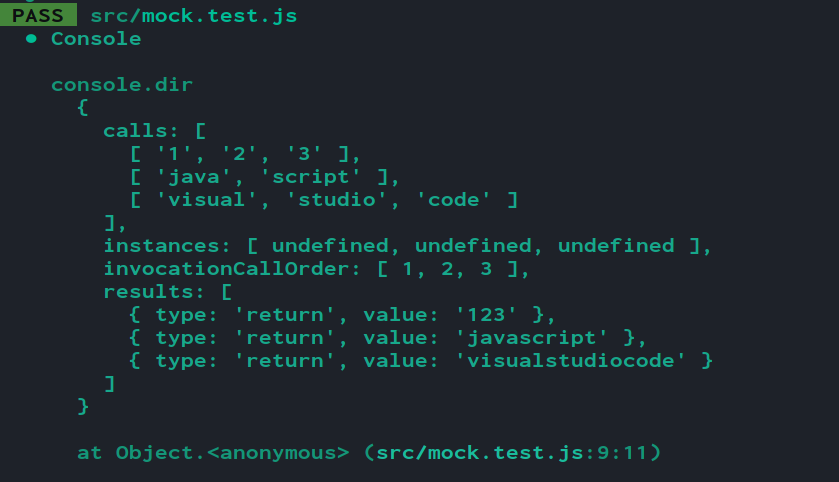 PASS src/mock.test.js
● Console
console.dir
{
calls: [
[ '1', '2', '3' ],
[ 'java', 'script' ],
[ 'visual', 'studio', 'code' ]
],
instances: [ undefined, undefined, undefined ],
invocationCallOrder: [ 1, 2, 3 ],
results: [
{ type: 'return', value: '123' },
{ type: 'return', value: 'javascript' },
{ type: 'return', value: 'visualstudiocode' }
]
}
at Object.<anonymous> (src/mock.test.js:9:11)